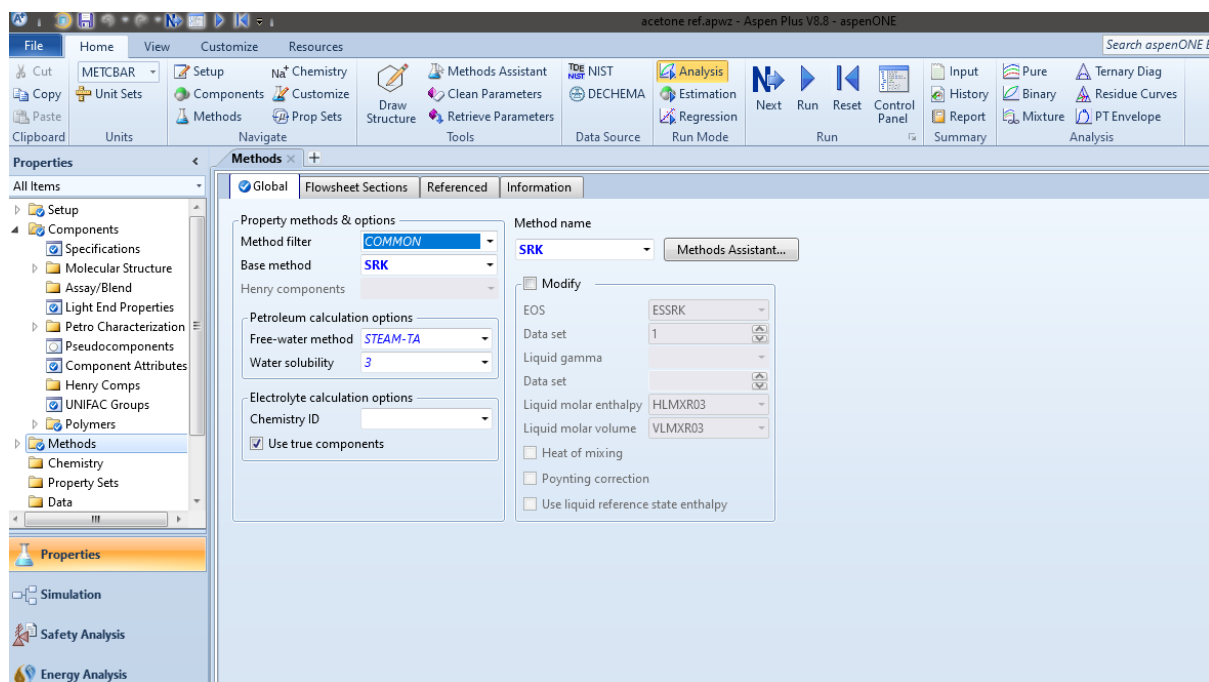 acetone ref.apwz - Aspen Plus V8.8 - aspenONE
File Home View Customize Resources Search aspenONE E
Cut METCBAR Setup Na+ Chemistry Methods Assistant TDE NIST Analysis Input Pure Ternary Diag
Copy Unit Sets Components Customize Clean Parameters DECHEMA Estimation History Binary Residue Curves
Paste Methods Prop Sets Draw Structure Retrieve Parameters Regression Next Run Reset Control Panel Report Mixture PT Envelope
Clipboard Units Navigate Tools Data Source Run Mode Run Summary Analysis
Properties
All Items
Setup
Components
Specifications
Molecular Structure
Assay/Blend
Light End Properties
Petro Characterization
Pseudocomponents
Component Attributes
Henry Comps
UNIFAC Groups
Polymers
Methods
Chemistry
Property Sets
Data
Properties
Simulation
Safety Analysis
Energy Analysis
Methods
Global Flowsheet Sections Referenced Information
Property methods & options
Method filter COMMON
Base method SRK
Henry components
Petroleum calculation options
Free-water method STEAM-TA
Water solubility 3
Electrolyte calculation options
Chemistry ID
Use true components
Method name
SRK Methods Assistant...
Modify
EOS ESSRK
Data set 1
Liquid gamma
Data set
Liquid molar enthalpy HLMXR03
Liquid molar volume VLMXR03
Heat of mixing
Poynting correction
Use liquid reference state enthalpy